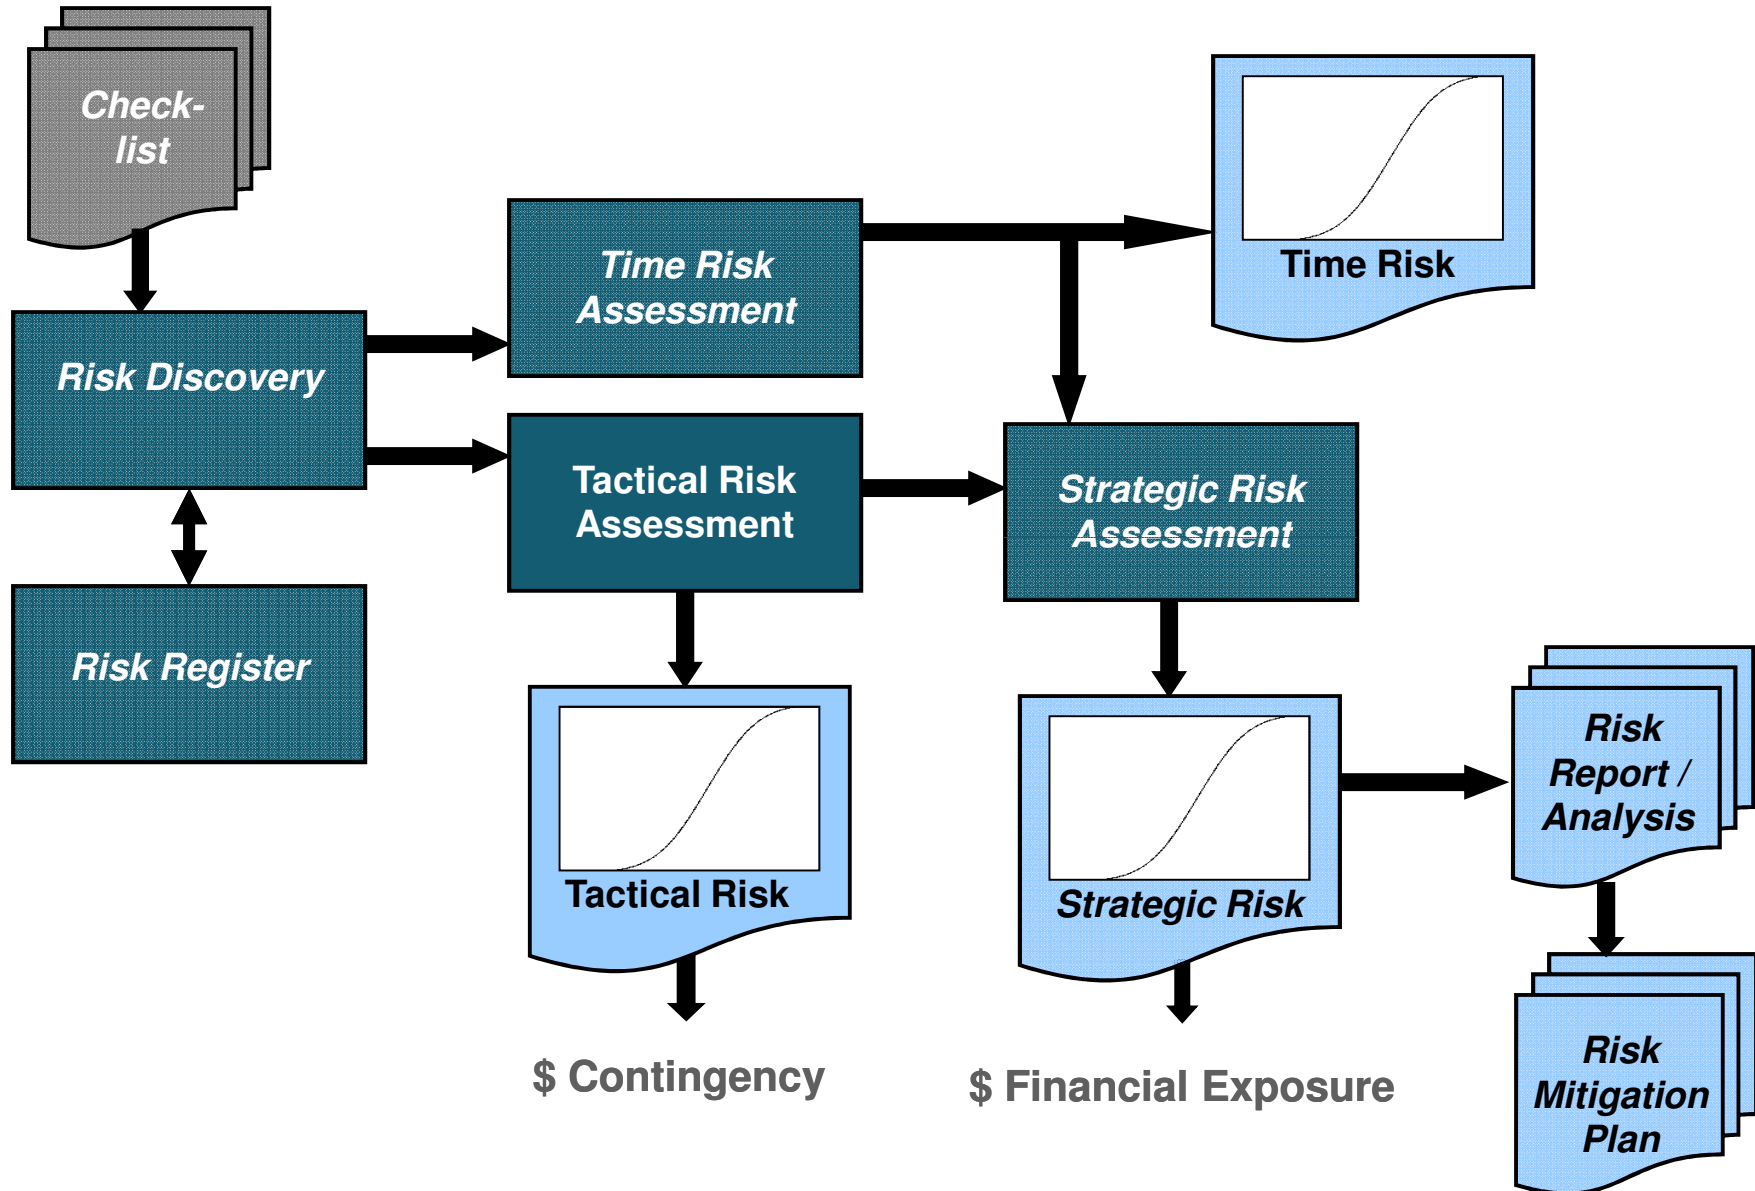 Check-
list
Time Risk
Assessment
Time Risk
Risk Discovery
Tactical Risk
Assessment
Strategic Risk
Assessment
Risk Register
Tactical Risk
Strategic Risk
Risk
Report /
Analysis
$ Contingency
$ Financial Exposure
Risk
Mitigation
Plan